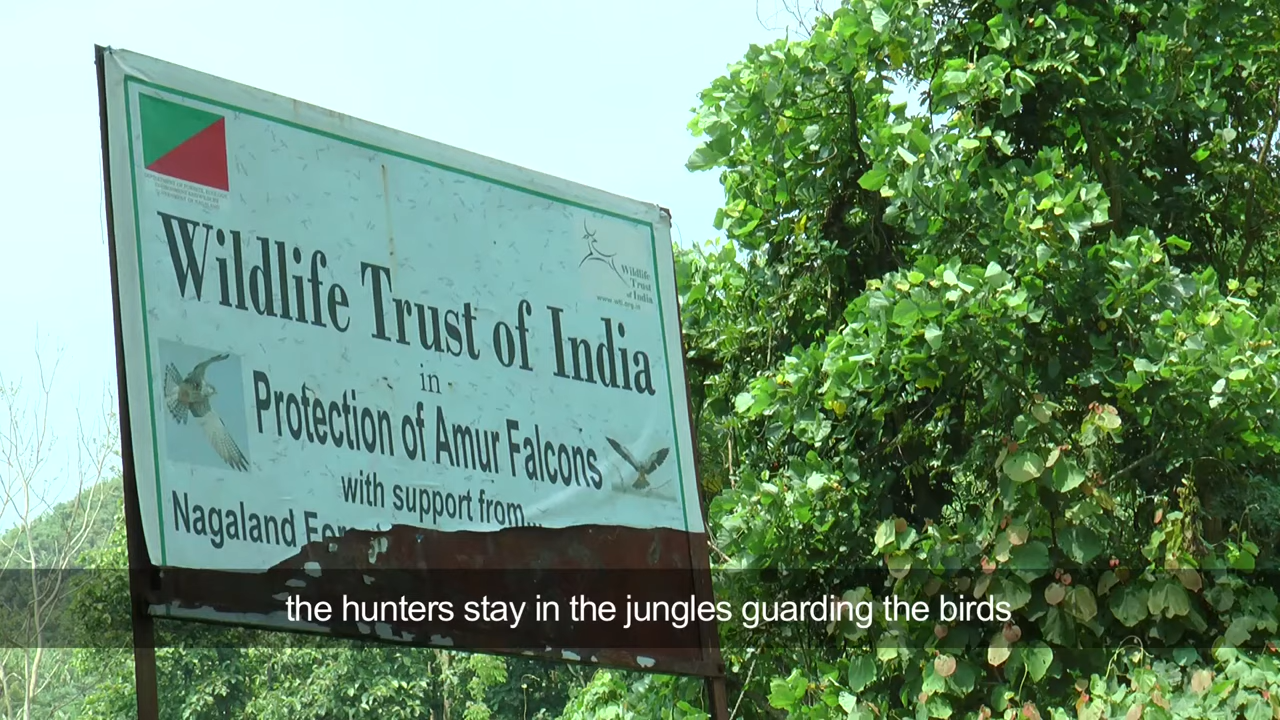 Wildlife
Trust
of India
www.wti.org.in
Wildlife Trust of India
in
Protection of Amur Falcons
with support from...
Nagaland
the hunters stay in the jungles guarding the birds